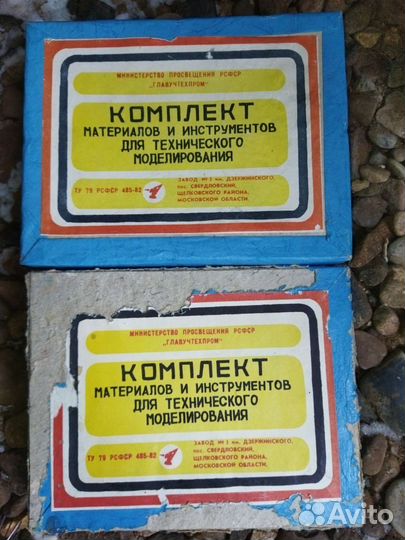 МИНИСТЕРСТВО ПРОСВЕЩЕНИЯ РСФСР
„ГЛАВУЧТЕХПРОМ"
КОМПЛЕКТ
МАТЕРИАЛОВ И ИНСТРУМЕНТОВ
ДЛЯ ТЕХНИЧЕСКОГО
МОДЕЛИРОВАНИЯ
ТУ 79 РСФСР 485-82
ЗАВОД № 1 им. ДЗЕРЖИНСКОГО,
пос. СВЕРДЛОВСКИЙ,
ЩЕЛКОВСКОГО РАЙОНА,
МОСКОВСКОЙ ОБЛАСТИ.
МИНИСТЕРСТВО ПРОСВЕЩЕНИЯ РСФСР
„ГЛАВУЧТЕХПРОМ"
КОМПЛЕКТ
МАТЕРИАЛОВ И ИНСТРУМЕНТОВ
ДЛЯ ТЕХНИЧЕСКОГО
МОДЕЛИРОВАНИЯ
ТУ 79 РСФСР 485-82
ЗАВОД № 1 им. ДЗЕРЖИНСКОГО,
пос. СВЕРДЛОВСКИЙ,
ЩЕЛКОВСКОГО РАЙОНА,
МОСКОВСКОЙ ОБЛАСТИ.
Avito